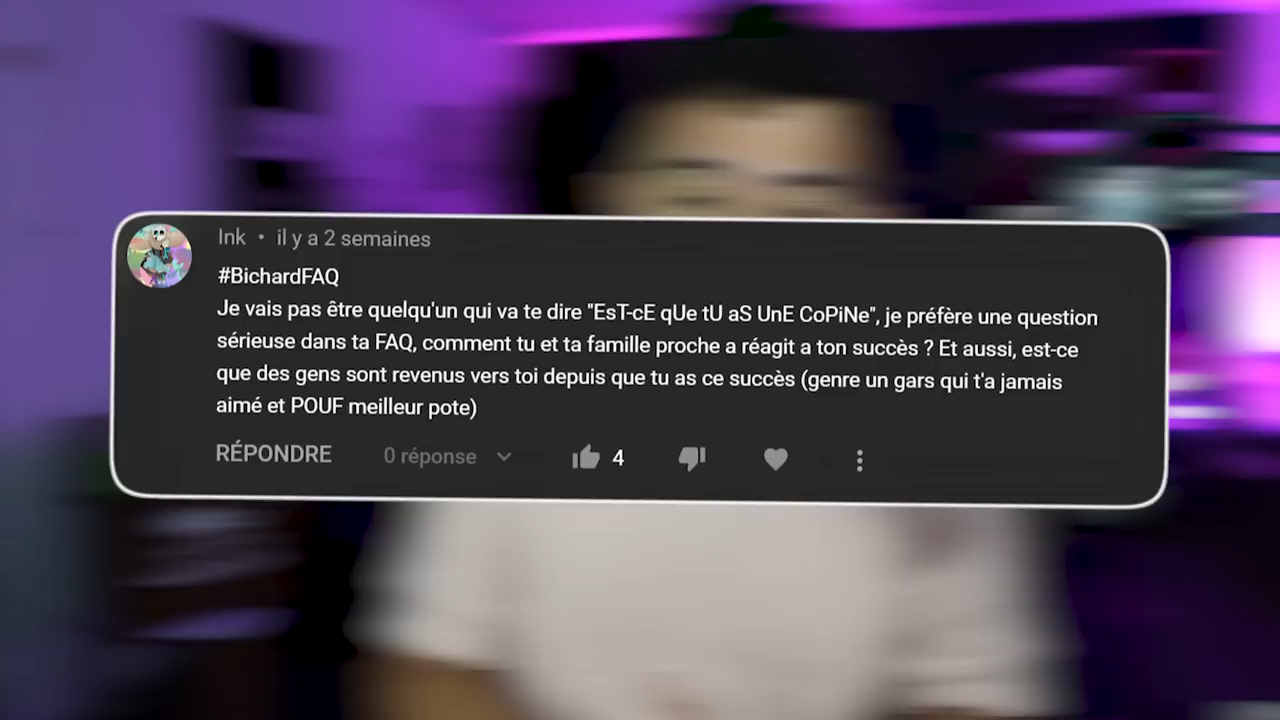 Ink • il y a 2 semaines
#BichardFAQ
Je vais pas être quelqu'un qui va te dire "EsT-cE qUe tU aS UnE CoPiNe", je préfère une question
sérieuse dans ta FAQ, comment tu et ta famille proche a réagit a ton succès ? Et aussi, est-ce
que des gens sont revenus vers toi depuis que tu as ce succès (genre un gars qui t'a jamais
aimé et POUF meilleur pote)
RÉPONDRE 0 réponse 4